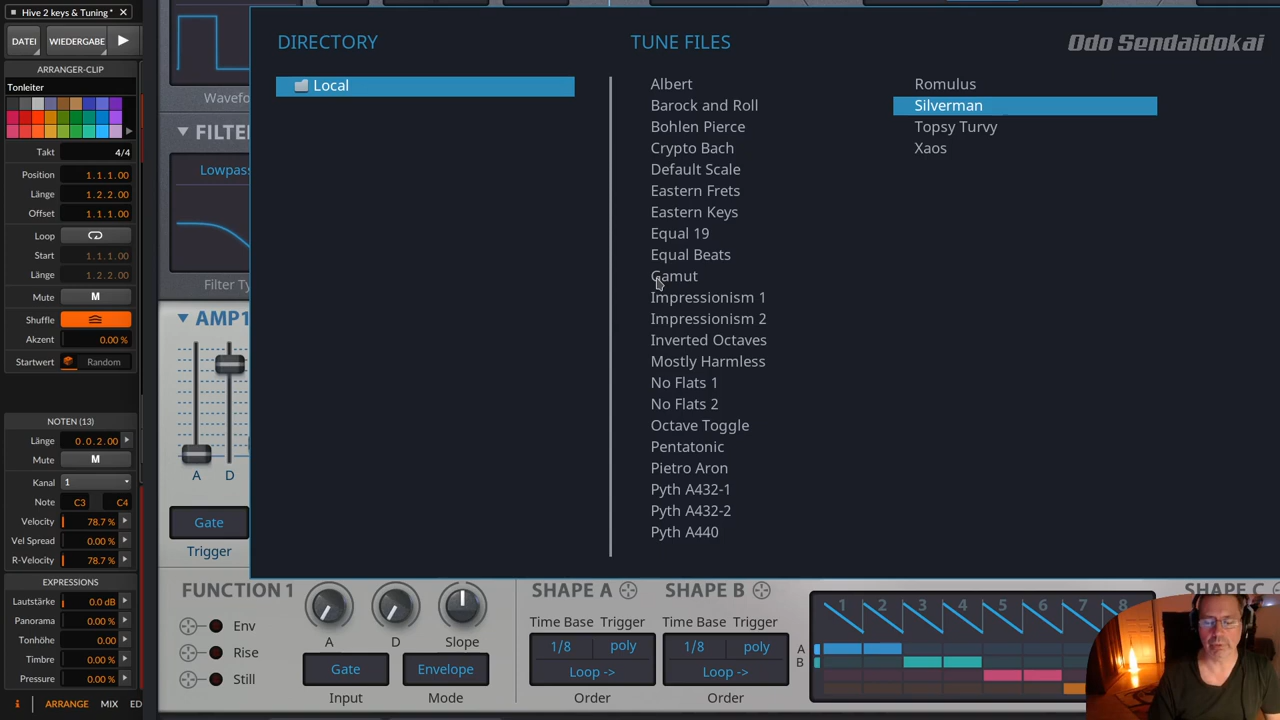 Hive 2 keys & Tuning*
DATEI
WIEDERGABE
ARRANGER-CLIP
Tonleiter
Takt 4/4
Position 1.1.1.00
Länge 1.2.2.00
Offset 1.1.1.00
Loop
Start 1.1.1.00
Länge 1.2.2.00
Mute M
Shuffle
Akzent 0.00 %
Startwert Random
NOTEN (13)
Länge 0.0.2.00
Mute M
Kanal 1
Note C3 C4
Velocity 78.7 %
Vel Spread 0.00 %
R-Velocity 78.7 %
EXPRESSIONS
Lautstärke 0.0 dB
Panorama 0.00 %
Tonhöhe 0.00
Timbre 0.00 %
Pressure 0.00 %
i ARRANGE MIX ED
FILTE
Lowpas
Filter Ty
AMP1
A D
Gate
Trigger
DIRECTORY
Local
TUNE FILES
Odo Sendaidokai
Albert
Barock and Roll
Bohlen Pierce
Crypto Bach
Default Scale
Eastern Frets
Eastern Keys
Equal 19
Equal Beats
Gamut
Impressionism 1
Impressionism 2
Inverted Octaves
Mostly Harmless
No Flats 1
No Flats 2
Octave Toggle
Pentatonic
Pietro Aron
Pyth A432-1
Pyth A432-2
Pyth A440
Romulus
Silverman
Topsy Turvy
Xaos
FUNCTION 1
Env
Rise
Still
A D Slope
Gate Envelope
Input Mode
SHAPE A
Time Base Trigger
1/8 poly
Loop ->
Order
SHAPE B
Time Base Trigger
1/8 poly
Loop ->
Order
SHAPE C
1 2 3 4 5 6 7 8
A
B